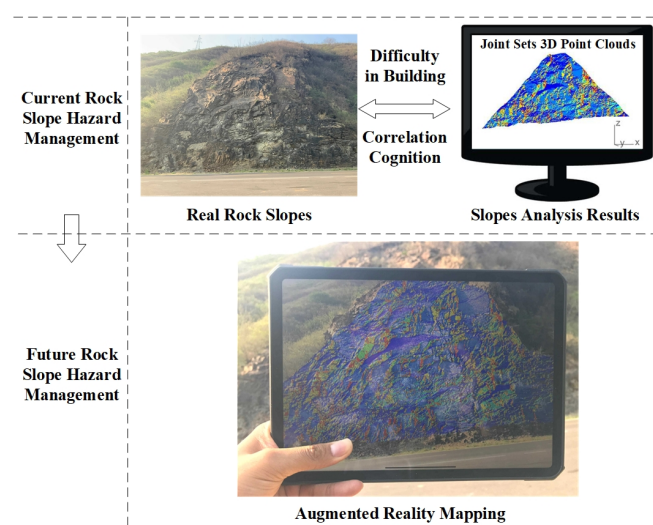 Current Rock
Slope Hazard
Management
Difficulty
in Building
Correlation
Cognition
Joint Sets 3D Point Clouds
z
y
x
Real Rock Slopes
Slopes Analysis Results
Future Rock
Slope Hazard
Management
Augmented Reality Mapping